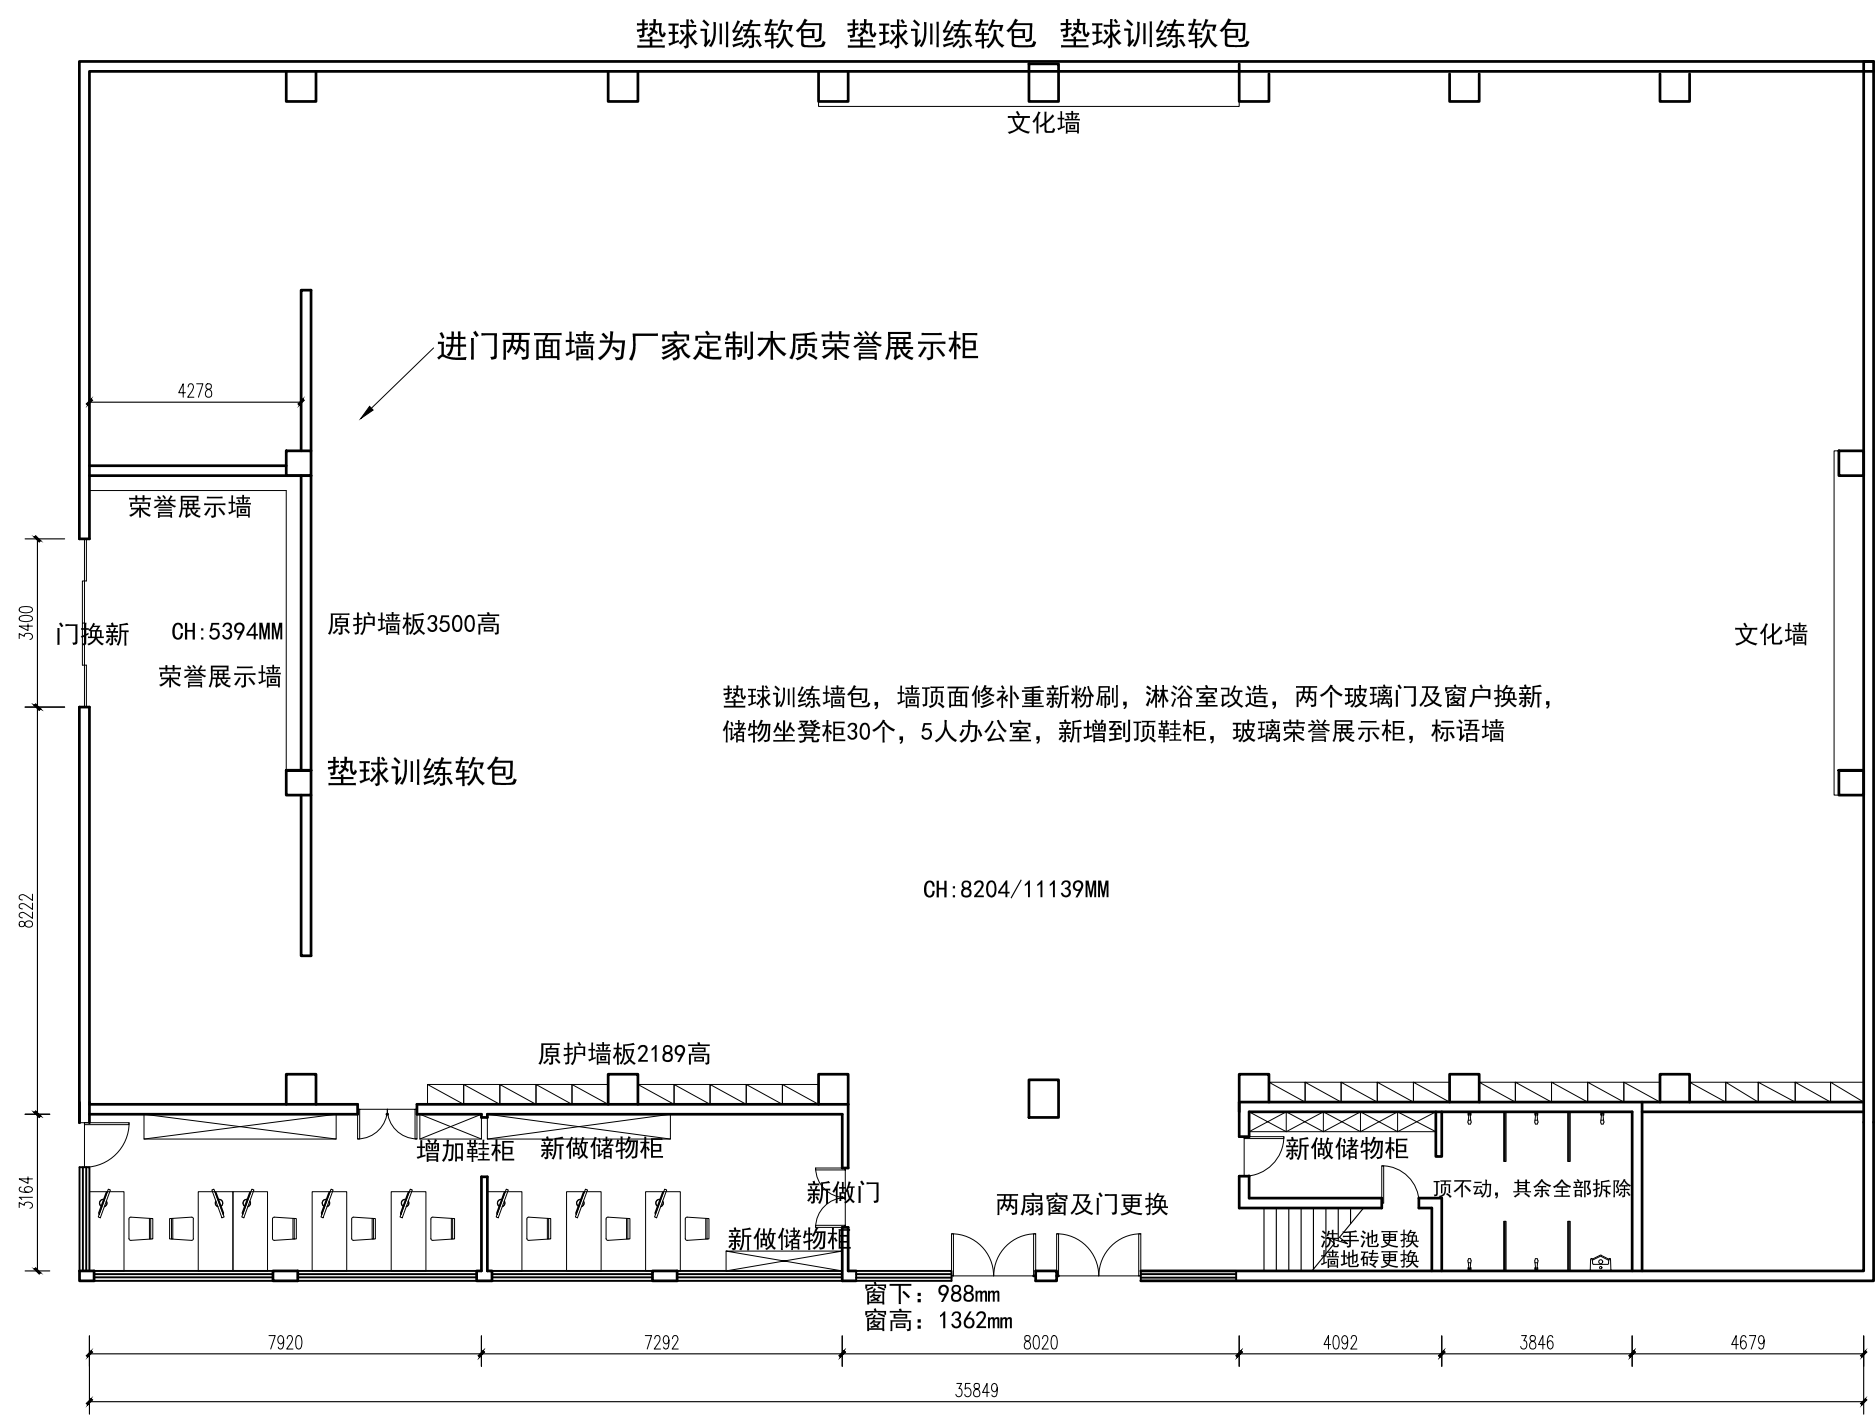 垫球训练软包 垫球训练软包 垫球训练软包
文化墙
进门两面墙为厂家定制木质荣誉展示柜
4278
荣誉展示墙
3400
门换新
CH:5394MM
原护墙板3500高
文化墙
荣誉展示墙
垫球训练墙包，墙顶面修补重新粉刷，淋浴室改造，两个玻璃门及窗户换新，
储物坐凳柜30个，5人办公室，新增到顶鞋柜，玻璃荣誉展示柜，标语墙
垫球训练软包
8222
CH:8204/11139MM
原护墙板2189高
增加鞋柜
新做储物柜
新做储物柜
3164
新做门
两扇窗及门更换
顶不动，其余全部拆除
新做储物柜
洗手池更换
墙地砖更换
窗下：988mm
窗高：1362mm
7920
7292
8020
4092
3846
4679
35849